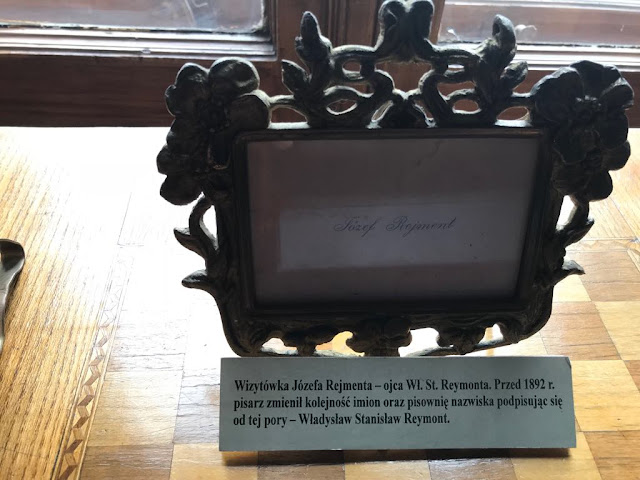 Józef Rejment
Wizytówka Józefa Rejmenta – ojca Wł. St. Reymonta. Przed 1892 r.
pisarz zmienił kolejność imion oraz pisownię nazwiska podpisując się
od tej pory – Władysław Stanisław Reymont.